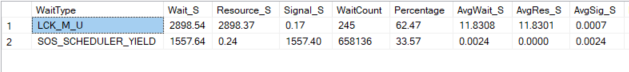 WaitType Wait_S Resource_S Signal_S WaitCount Percentage AvgWait_S AvgRes_S AvgSig_S
1 LCK_M_U 2898.54 2898.37 0.17 245 62.47 11.8308 11.8301 0.0007
2 SOS_SCHEDULER_YIELD 1557.64 0.24 1557.40 658136 33.57 0.0024 0.0000 0.0024